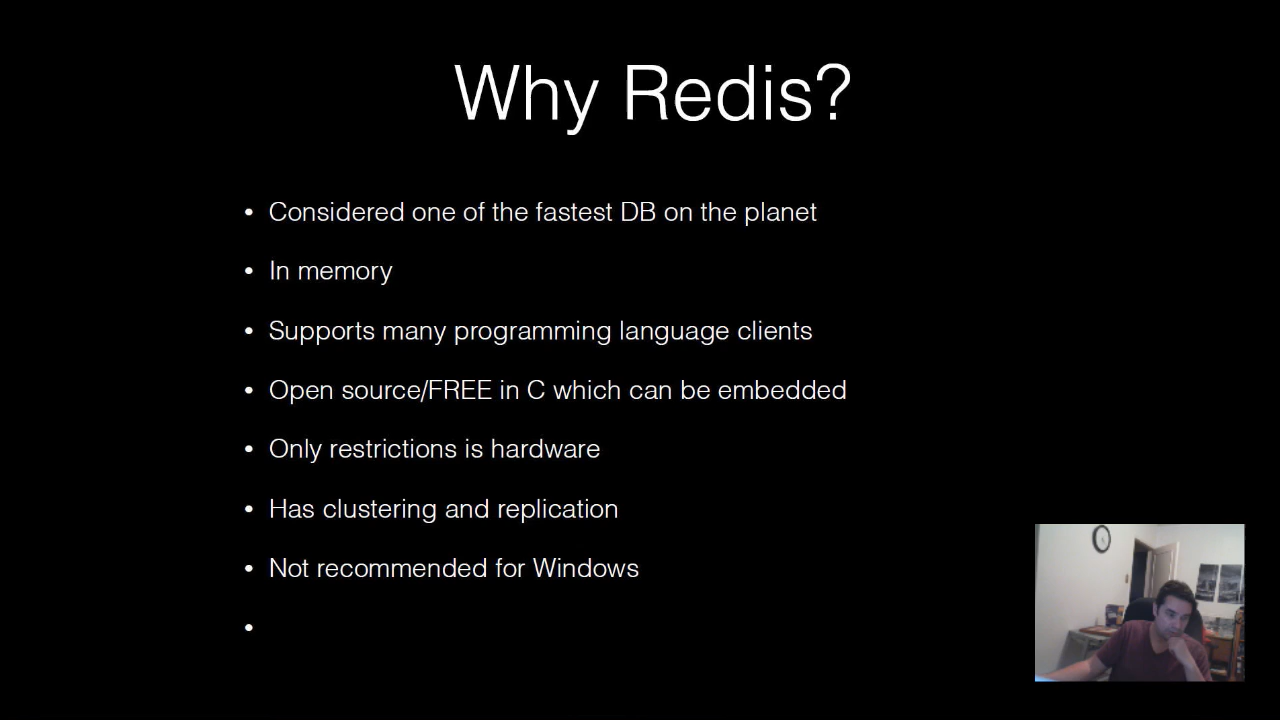 Why Redis?
• Considered one of the fastest DB on the planet
• In memory
• Supports many programming language clients
• Open source/FREE in C which can be embedded
• Only restrictions is hardware
• Has clustering and replication
• Not recommended for Windows
•